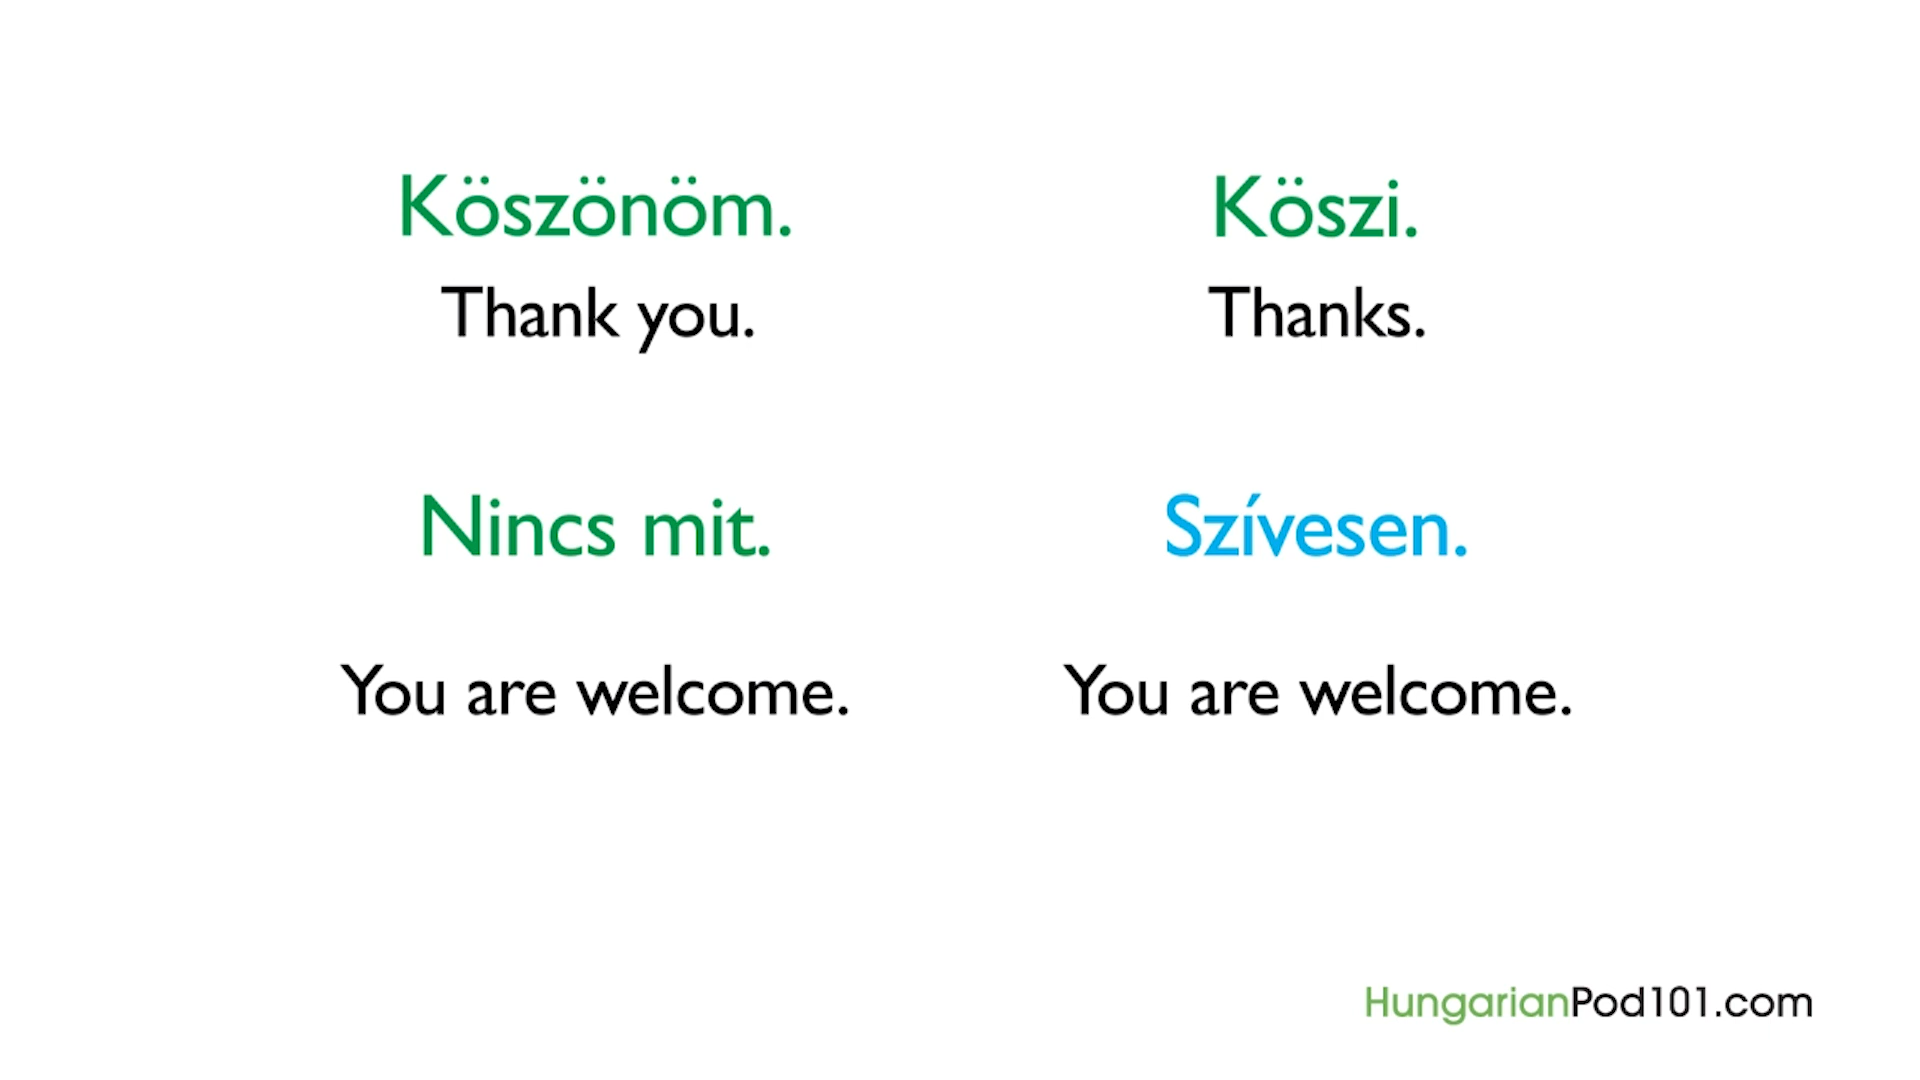 Köszönöm.
Thank you.
Köszi.
Thanks.
Nincs mit.
You are welcome.
Szívesen.
You are welcome.
HungarianPod101.com